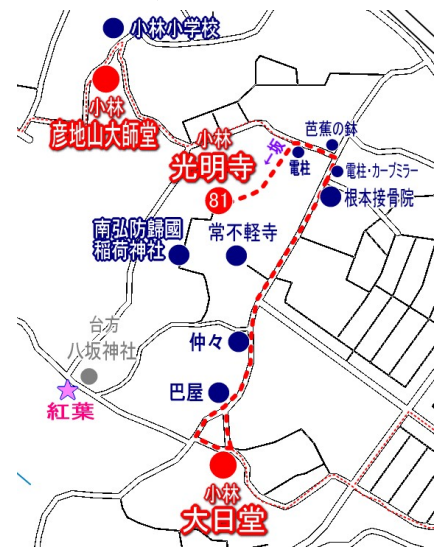 小林小学校
小林
彦地山大師堂
小林
光明寺
81
←坂
電柱
芭蕉の鉢
電柱・カーブミラー
根本接骨院
南弘防歸國
稲荷神社
常不軽寺
台方
八坂神社
紅葉
仲々
巴屋
小林
大日堂